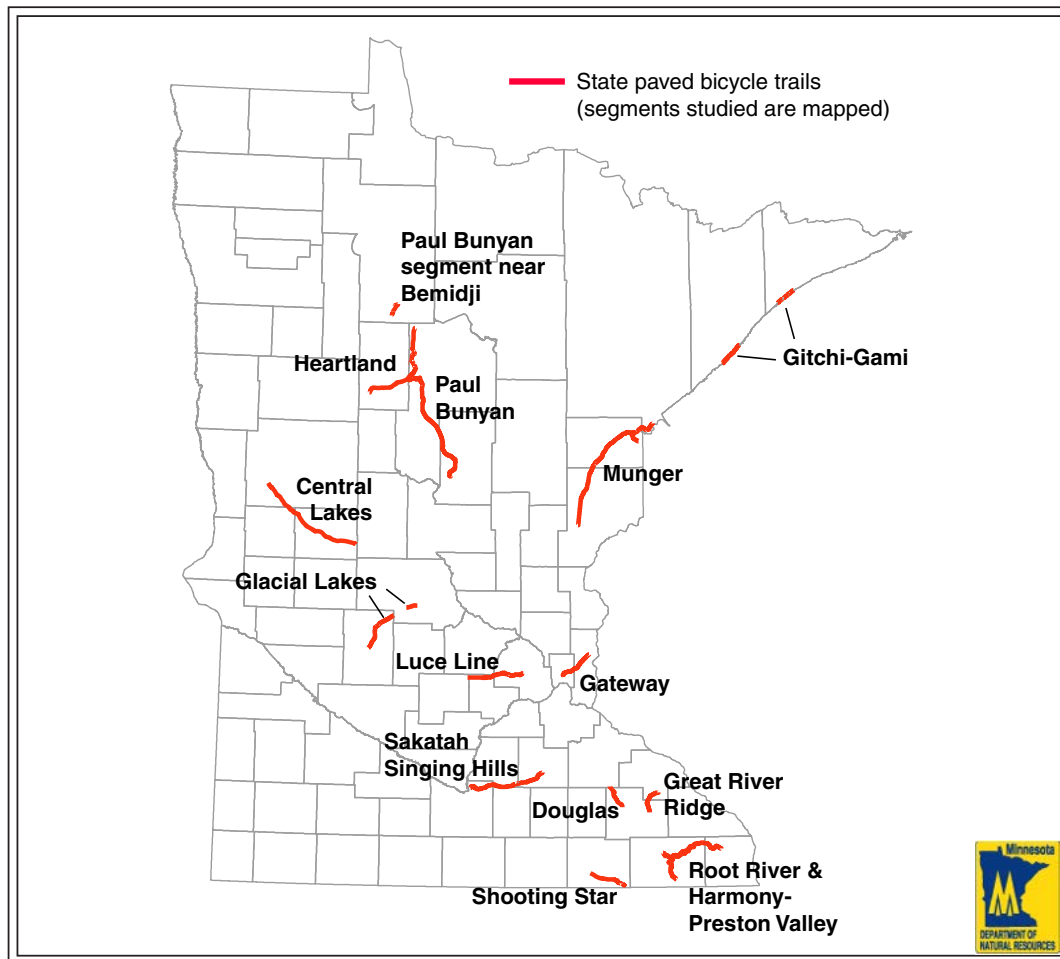 State paved bicycle trails
(segments studied are mapped)
Paul Bunyan
segment near
Bemidji
Heartland
Paul
Bunyan
Gitchi-Gami
Munger
Central
Lakes
Glacial Lakes
Luce Line
Gateway
Sakatah
Singing Hills
Great River
Ridge
Douglas
Root River &
Harmony-
Preston Valley
Shooting Star
Minnesota
DEPARTMENT OF
NATURAL RESOURCES